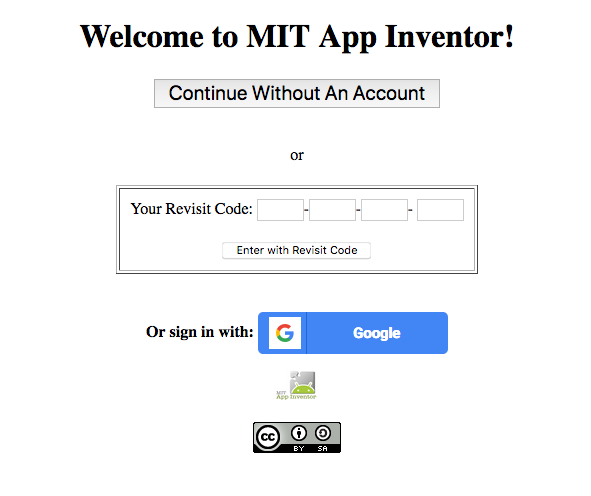 Welcome to MIT App Inventor!
Continue Without An Account
or
Your Revisit Code: - - -
Enter with Revisit Code
Or sign in with: Google
MIT
App Inventor
cc
BY SA